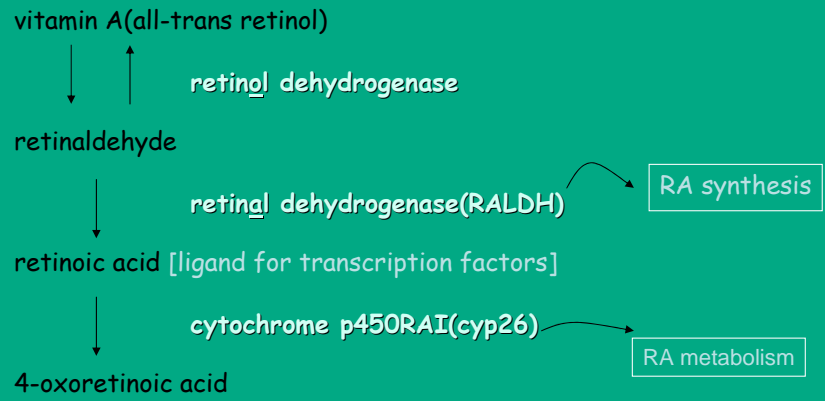 vitamin A(all-trans retinol)
retinol dehydrogenase
retinaldehyde
retinal dehydrogenase(RALDH)
RA synthesis
retinoic acid [ligand for transcription factors]
cytochrome p450RAI(cyp26)
RA metabolism
4-oxoretinoic acid